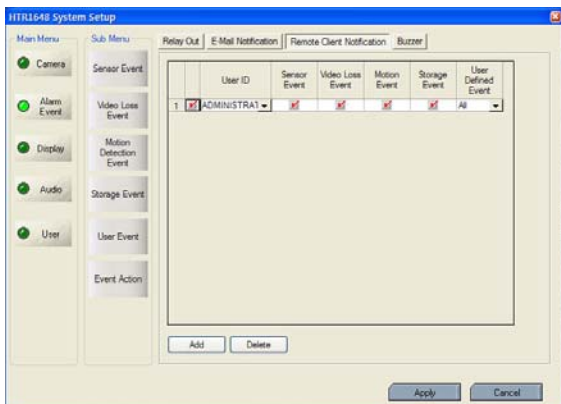 HTR1648 System Setup
Main Menu
Camera
Alarm
Event
Display
Audio
User
Sub Menu
Sensor Event
Video Loss
Event
Motion
Detection
Event
Storage Event
User Event
Event Action
Relay Out
E-Mail Notification
Remote Client Notification
Buzzer
User ID
Sensor
Event
Video Loss
Event
Motion
Event
Storage
Event
User
Defined
Event
1
ADMINISTRAT
All
Add
Delete
Apply
Cancel